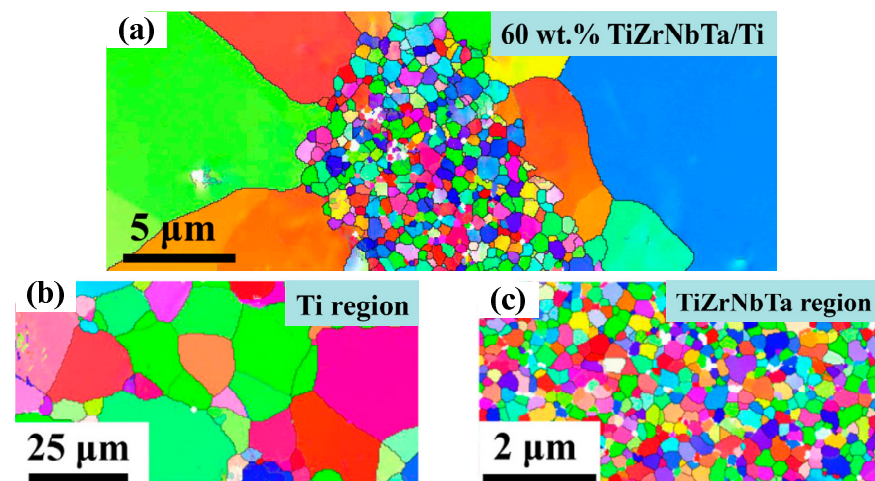 (a)
60 wt.% TiZrNbTa/Ti
5 µm
(b)
Ti region
25 µm
(c)
TiZrNbTa region
2 µm